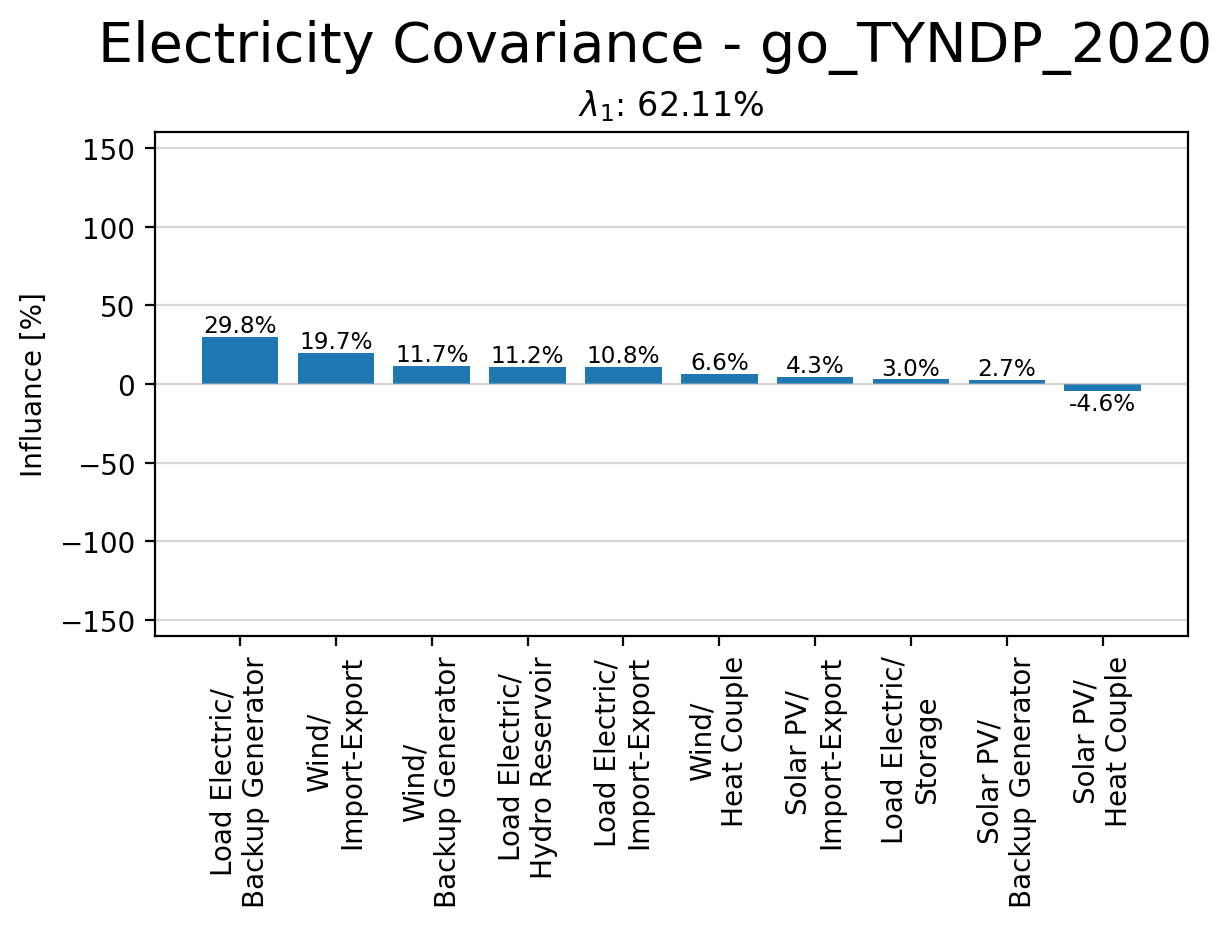 Electricity Covariance - go_TYNDP_2020
λ₁: 62.11%
Influance [%]
150
100
50
0
−50
−100
−150
29.8%
19.7%
11.7%
11.2%
10.8%
6.6%
4.3%
3.0%
2.7%
-4.6%
Load Electric/
Backup Generator
Wind/
Import-Export
Wind/
Backup Generator
Load Electric/
Hydro Reservoir
Load Electric/
Import-Export
Wind/
Heat Couple
Solar PV/
Import-Export
Load Electric/
Storage
Solar PV/
Backup Generator
Solar PV/
Heat Couple